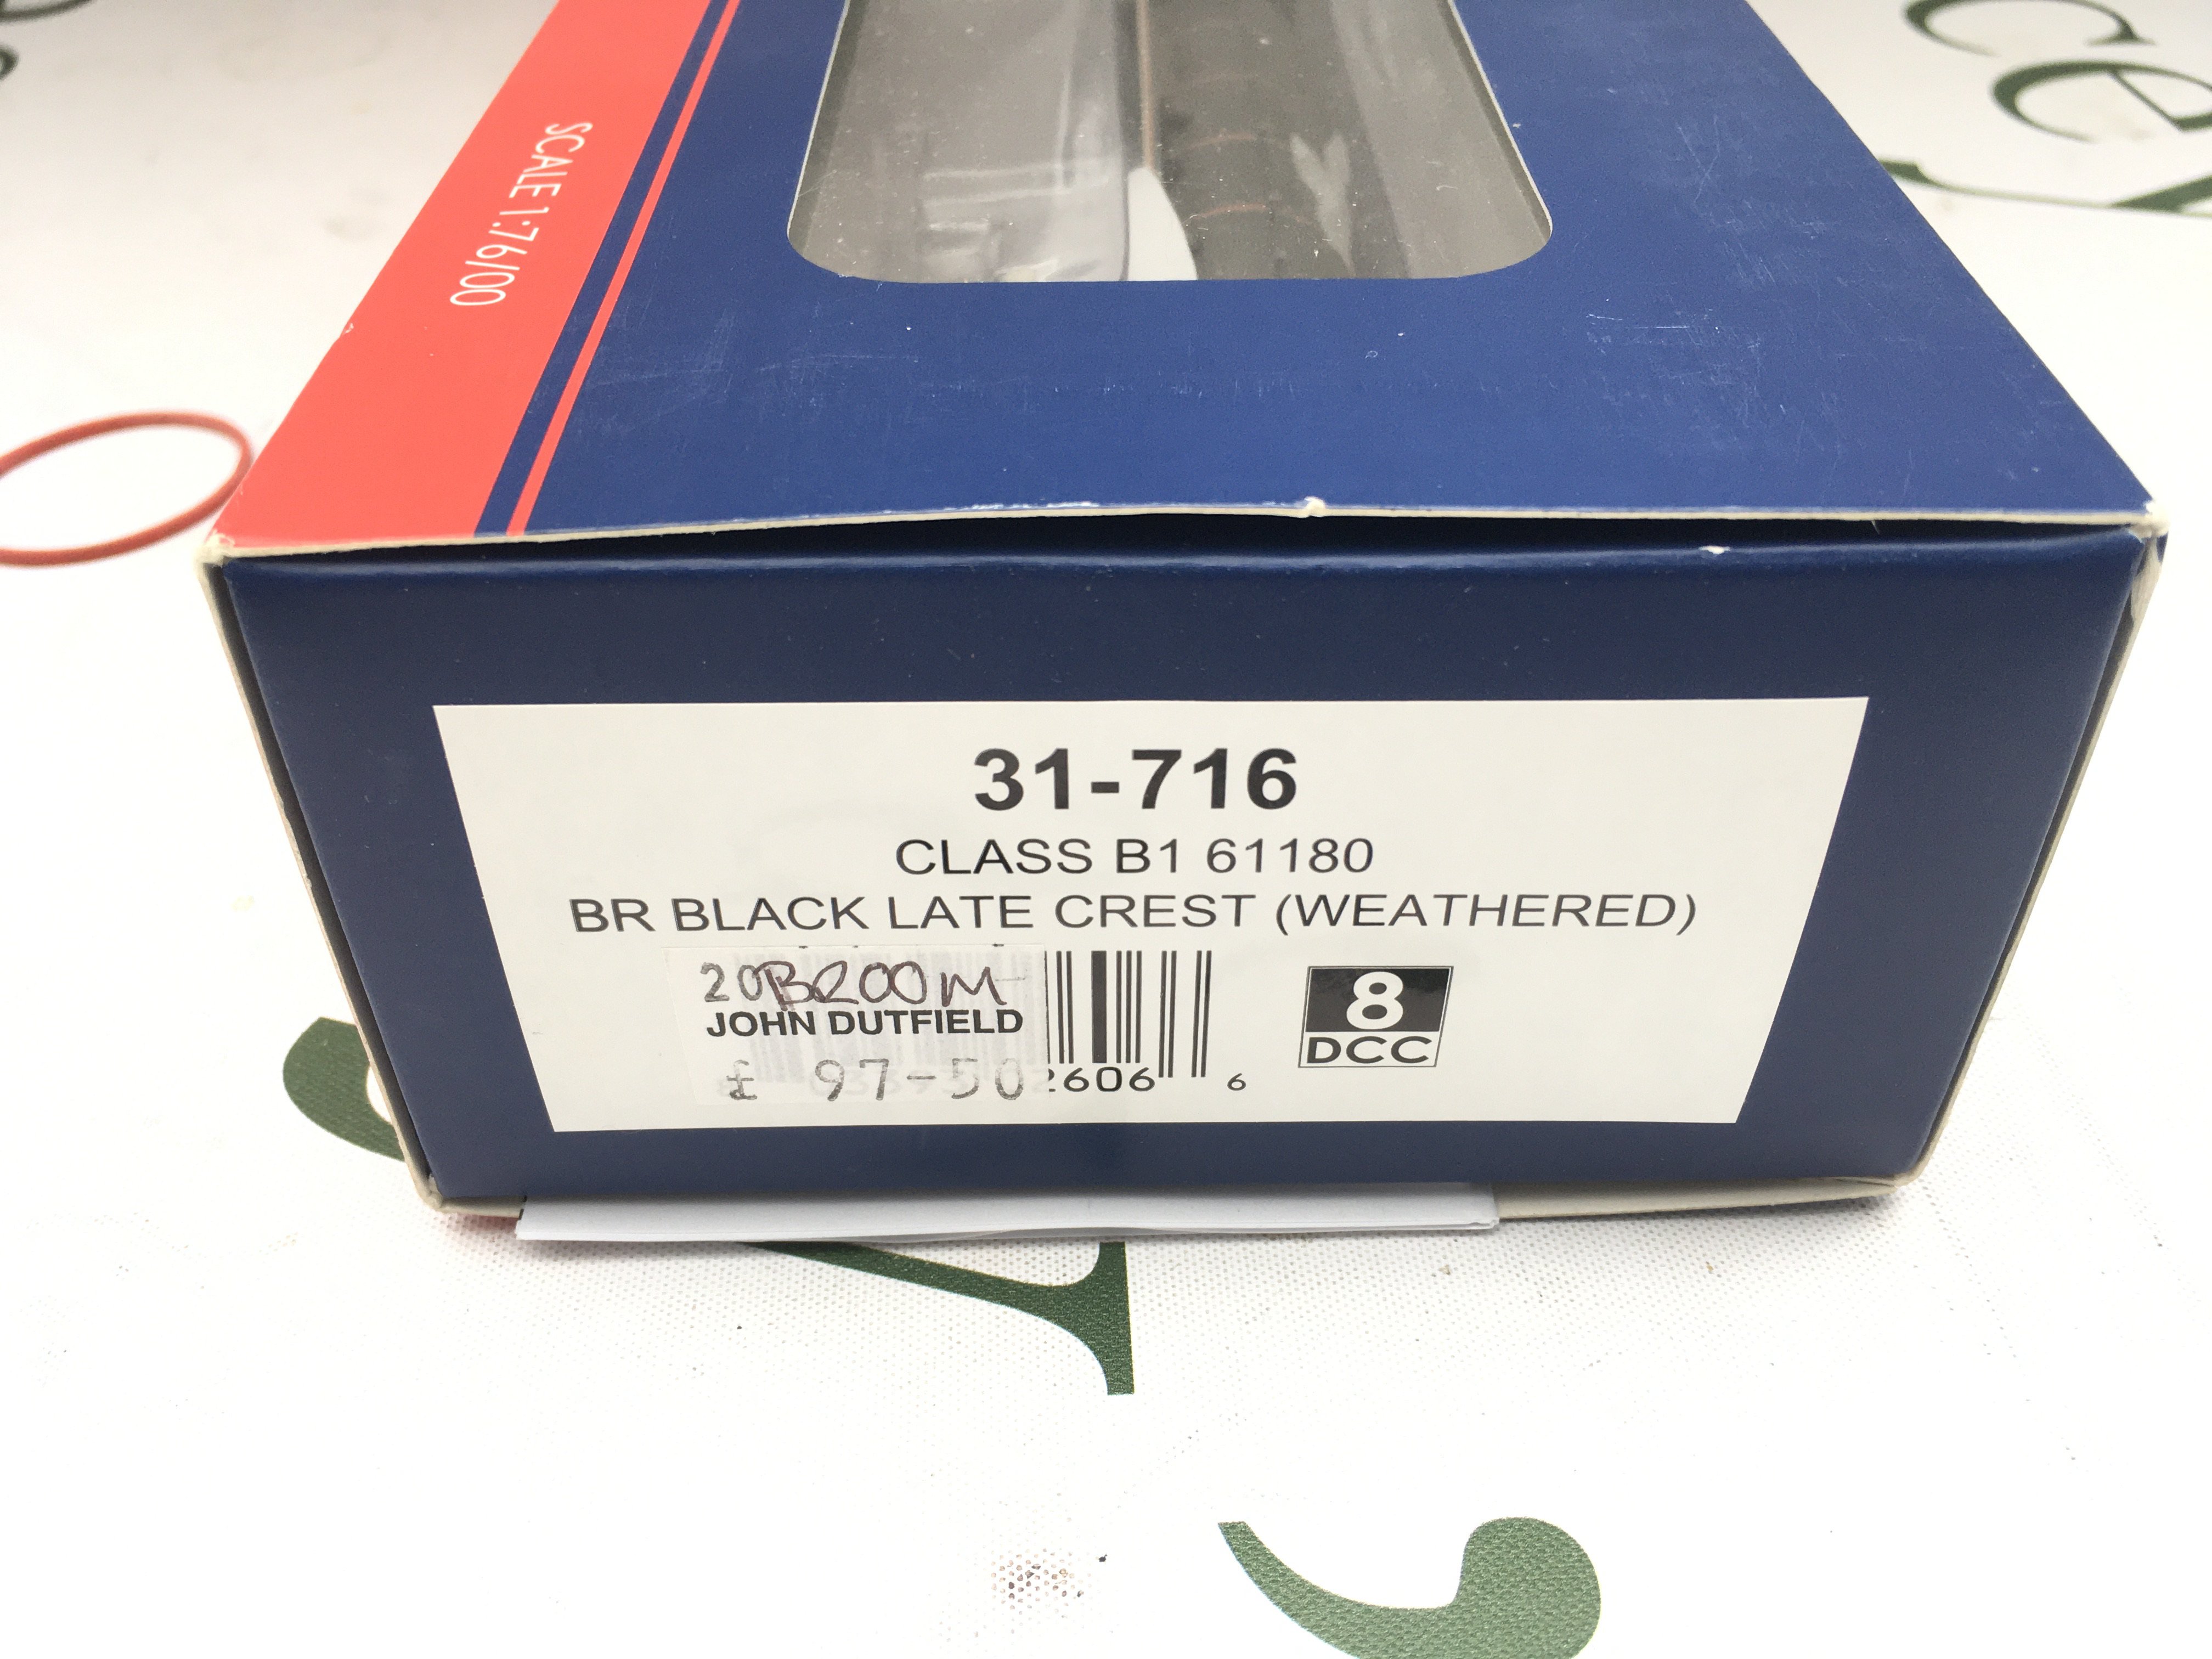 SCALE 1:76/00
31-716
CLASS B1 61180
BR BLACK LATE CREST (WEATHERED)
20BROOM
JOHN DUTFIELD
£ 97-50
2606 6
8
DCC